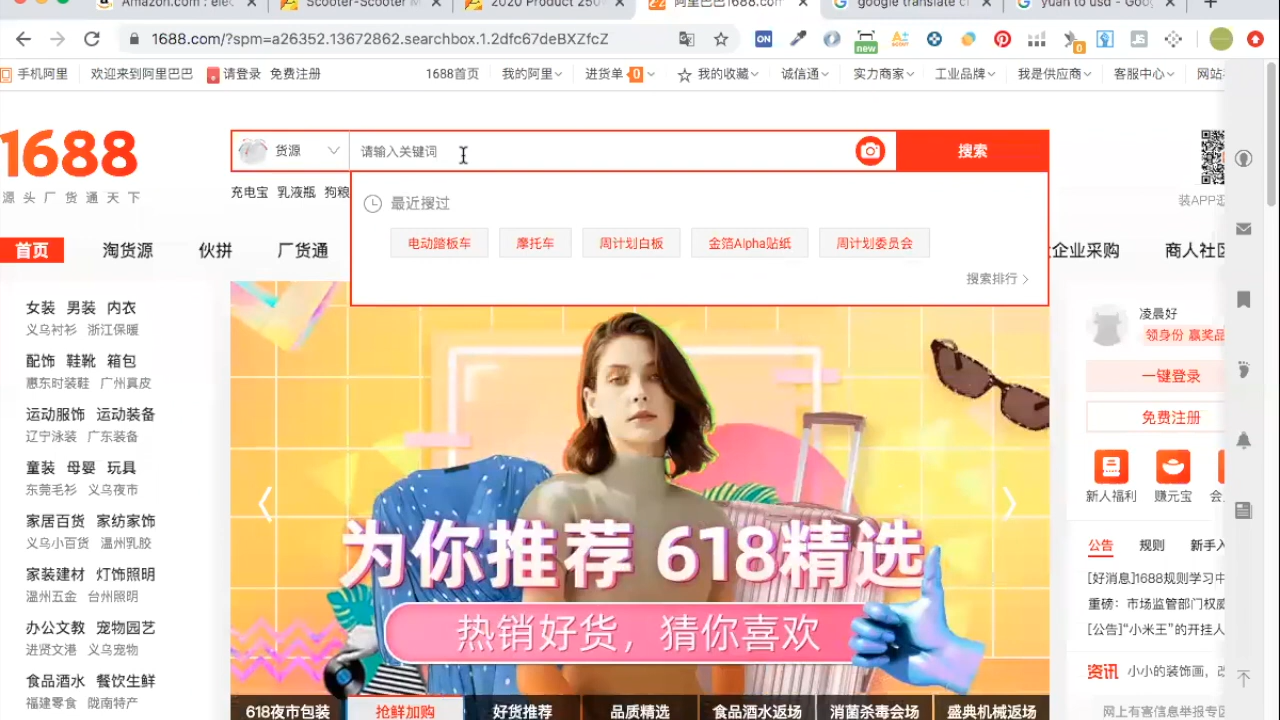 Amazon.com : elec
Scooter-Scooter M
2020 Product 250W
阿里巴巴1688.com
google translate cl
yuan to usd - Goog
1688.com/?spm=a26352.13672862.searchbox.1.2dfc67deBXZfcZ
ON
new
0
JS
手机阿里 欢迎来到阿里巴巴 请登录 免费注册 1688首页 我的阿里 进货单 0 我的收藏 诚信通 实力商家 工业品牌 我是供应商 客服中心 网站
1688
源头厂货通天下
货源 请输入关键词 搜索
充电宝 乳液瓶 狗粮
装APP
最近搜过
电动踏板车 摩托车 周计划白板 金箔Alpha贴纸 周计划委员会
搜索排行
首页 淘货源 伙拼 厂货通 企业采购 商人社区
女装 男装 内衣
义乌衬衫 浙江保暖
配饰 鞋靴 箱包
惠东时装鞋 广州真皮
运动服饰 运动装备
辽宁泳装 广东装备
童装 母婴 玩具
东莞毛衫 义乌夜市
家居百货 家纺家饰
义乌小百货 温州乳胶
家装建材 灯饰照明
温州五金 台州照明
办公文教 宠物园艺
进贤文港 义乌宠物
食品酒水 餐饮生鲜
福建零食 陇南特产
为你推荐 618精选
热销好货，猜你喜欢
618夜市包装 抢鲜加购 好货推荐 品质精选 食品酒水返场 消菌杀毒会场 盛典机械返场
凌晨好
领身份 赢奖品
一键登录
免费注册
新人福利 赚元宝 会
公告 规则 新手入
[好消息]1688规则学习中
重磅：市场监管部门权威
[公告]“小米王”的开挂人
资讯 小小的装饰画，改
网上有害信息举报专区